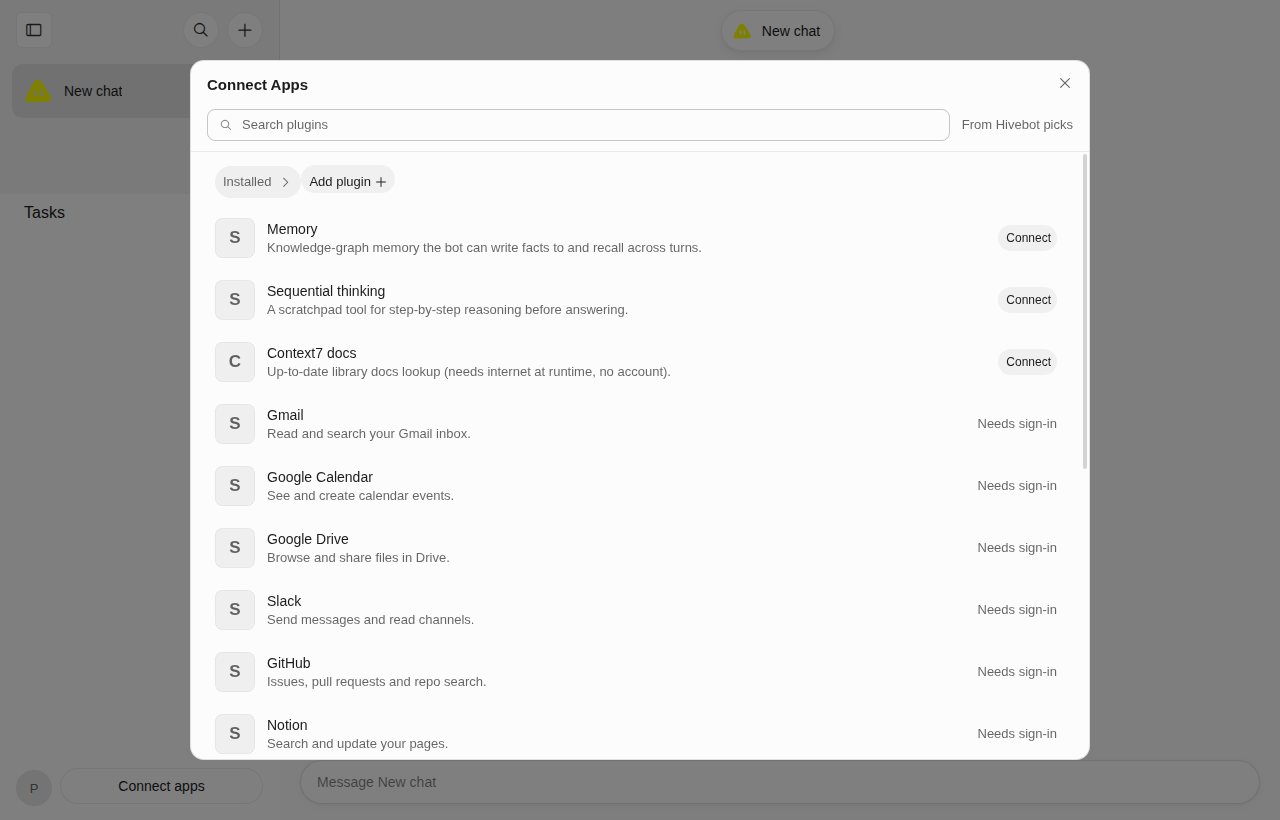 New chat
New chat
Connect Apps
Search plugins
From Hivebot picks
Installed
Add plugin
S
Memory
Knowledge-graph memory the bot can write facts to and recall across turns.
Connect
S
Sequential thinking
A scratchpad tool for step-by-step reasoning before answering.
Connect
C
Context7 docs
Up-to-date library docs lookup (needs internet at runtime, no account).
Connect
S
Gmail
Read and search your Gmail inbox.
Needs sign-in
S
Google Calendar
See and create calendar events.
Needs sign-in
S
Google Drive
Browse and share files in Drive.
Needs sign-in
S
Slack
Send messages and read channels.
Needs sign-in
S
GitHub
Issues, pull requests and repo search.
Needs sign-in
S
Notion
Search and update your pages.
Needs sign-in
Tasks
P
Connect apps
Message New chat